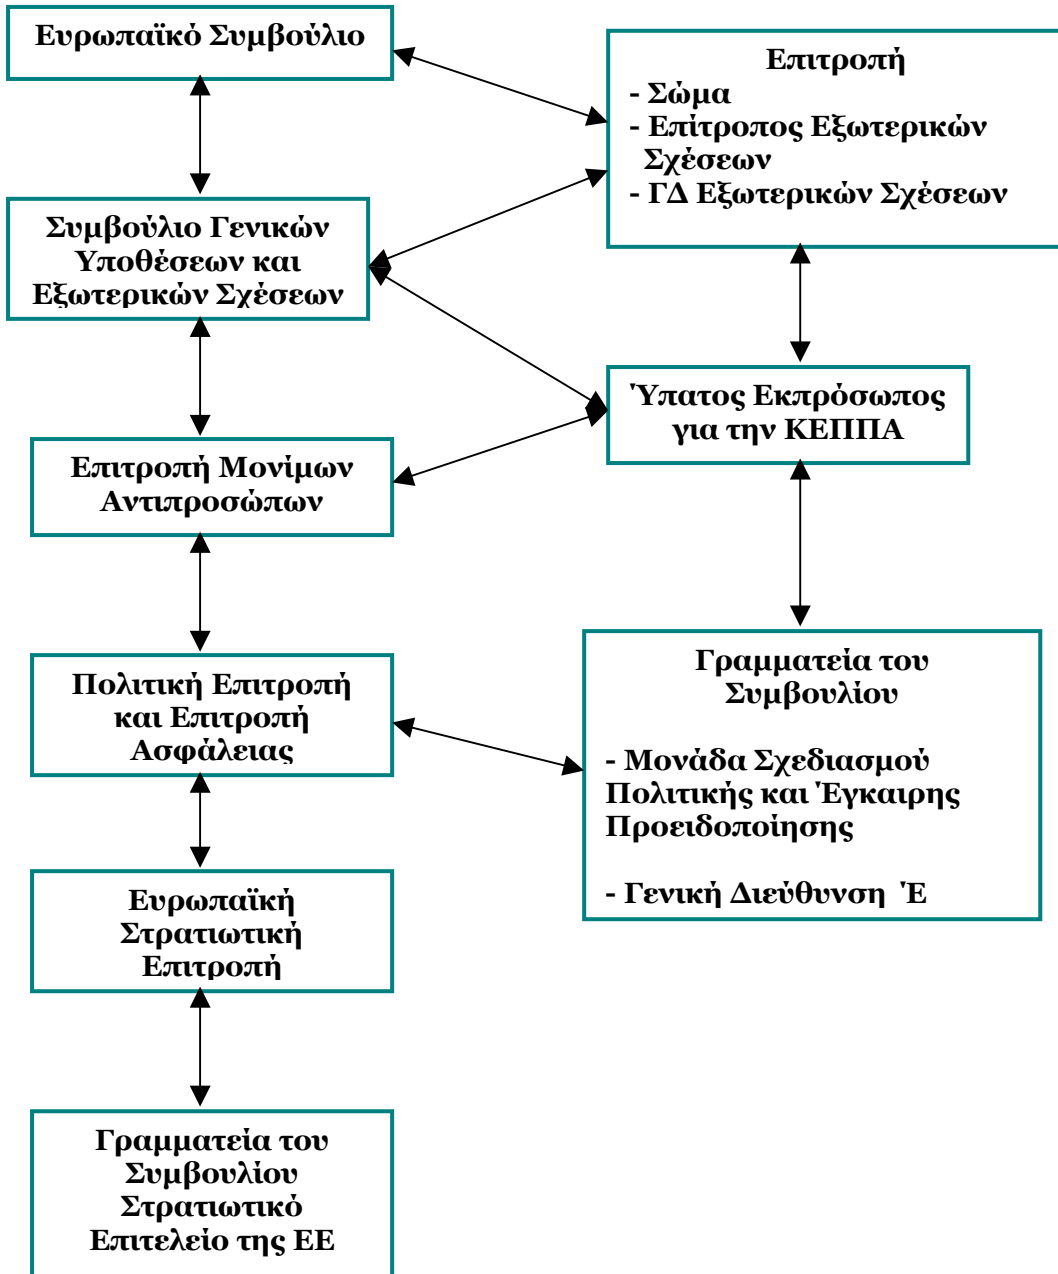 Ευρωπαϊκό Συμβούλιο
Επιτροπή
- Σώμα
- Επίτροπος Εξωτερικών
Σχέσεων
- ΓΔ Εξωτερικών Σχέσεων
Συμβούλιο Γενικών
Υποθέσεων και
Εξωτερικών Σχέσεων
Ύπατος Εκπρόσωπος
για την ΚΕΠΠΑ
Επιτροπή Μονίμων
Αντιπροσώπων
Πολιτική Επιτροπή
και Επιτροπή
Ασφάλειας
Γραμματεία του
Συμβουλίου
- Μονάδα Σχεδιασμού
Πολιτικής και Έγκαιρης
Προειδοποίησης
- Γενική Διεύθυνση Έ
Ευρωπαϊκή
Στρατιωτική
Επιτροπή
Γραμματεία του
Συμβουλίου
Στρατιωτικό
Επιτελείο της ΕΕ